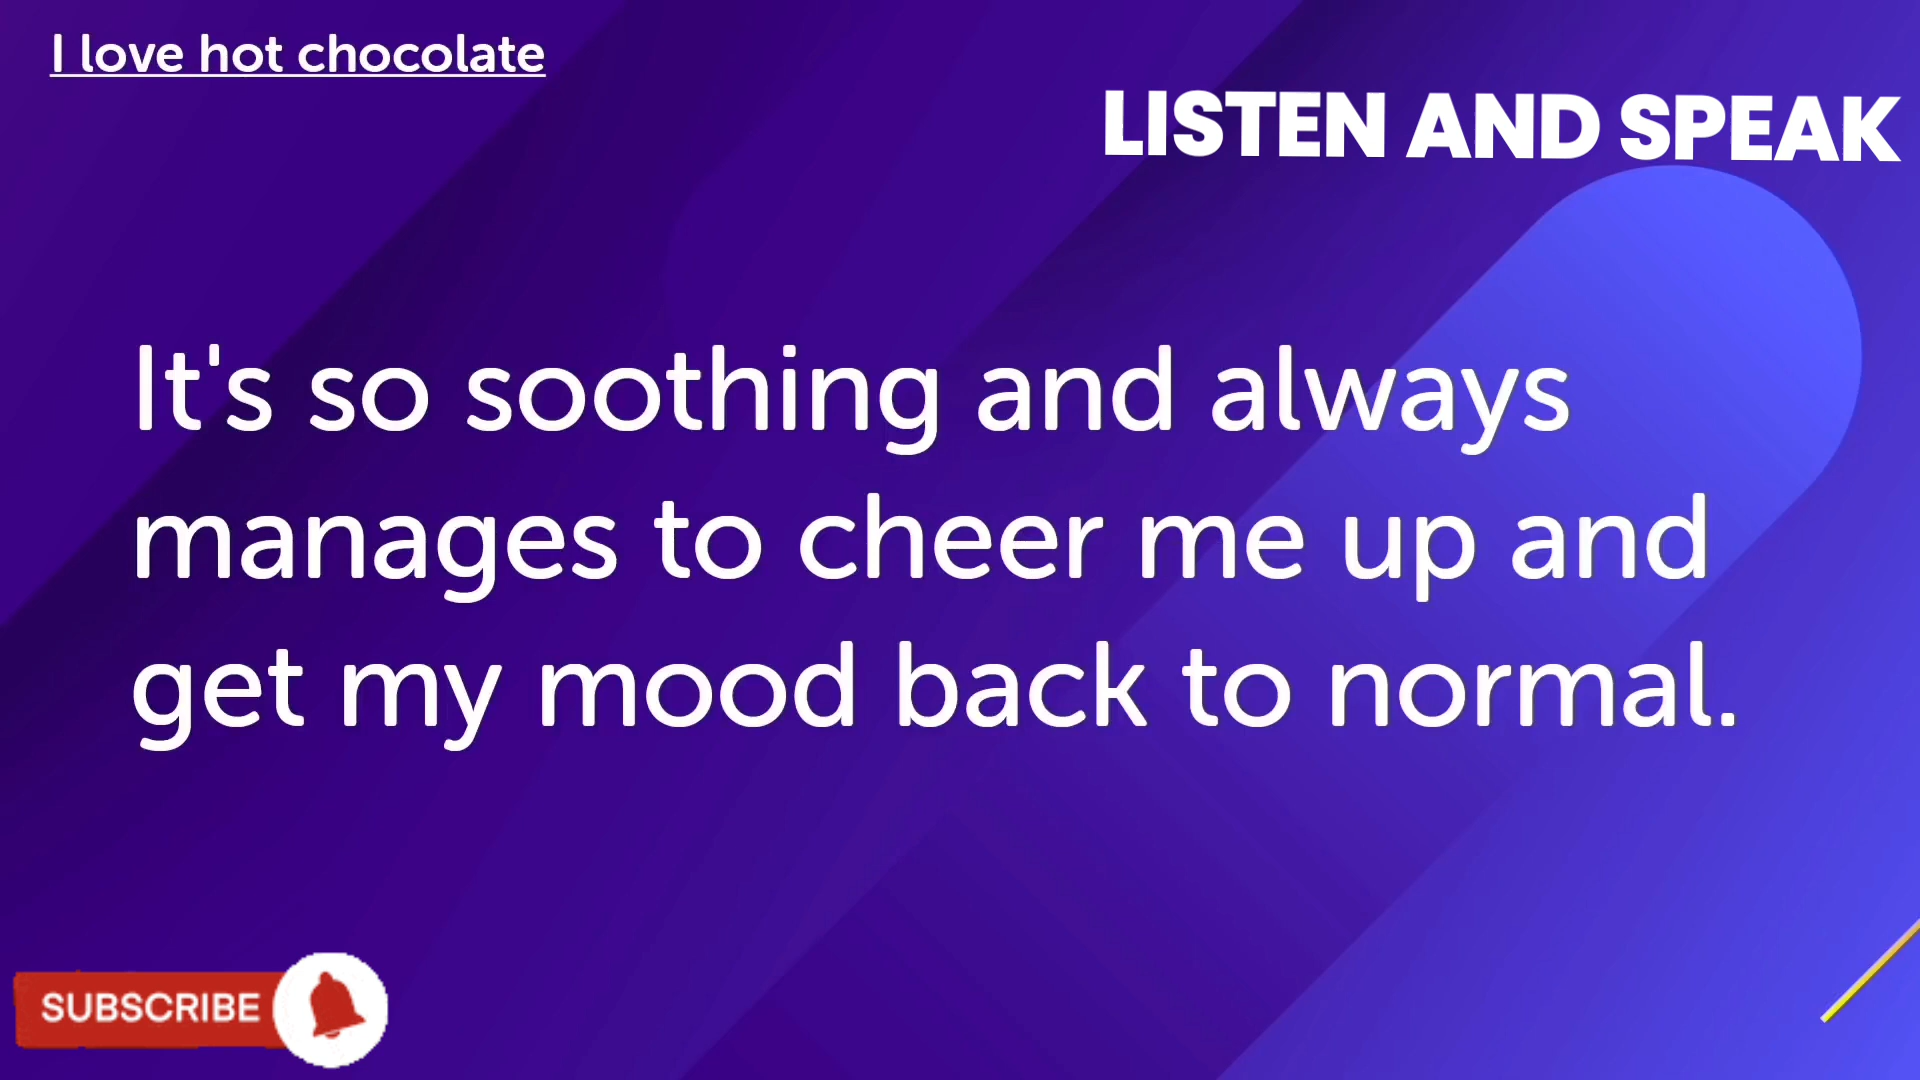 I love hot chocolate
LISTEN AND SPEAK
It's so soothing and always
manages to cheer me up and
get my mood back to normal.
SUBSCRIBE